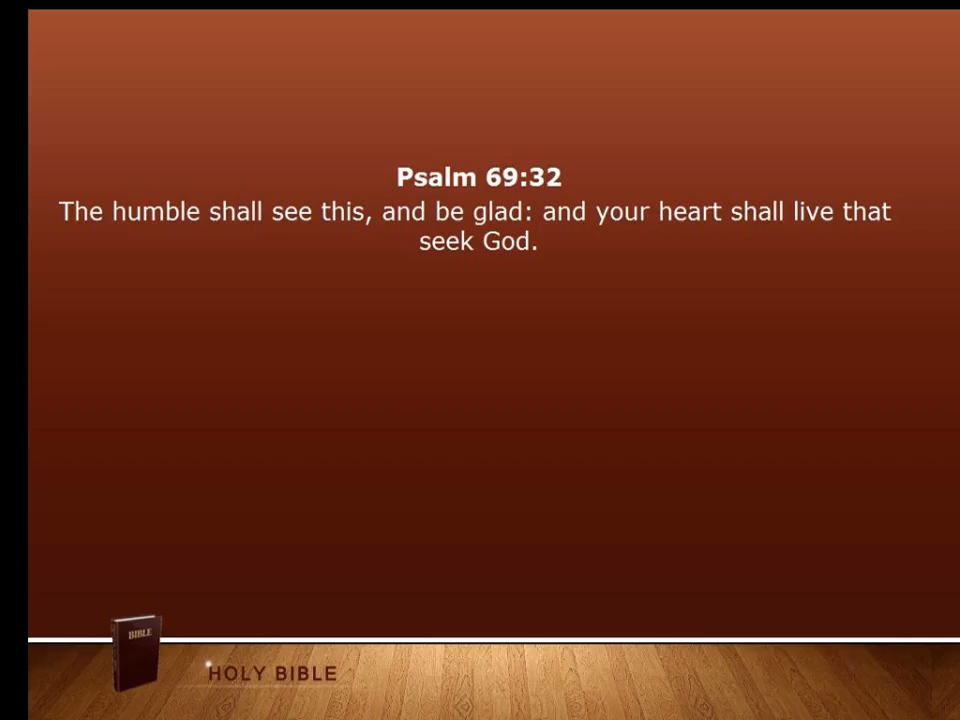 Psalm 69:32
The humble shall see this, and be glad: and your heart shall live that
seek God.
BIBLE
HOLY BIBLE